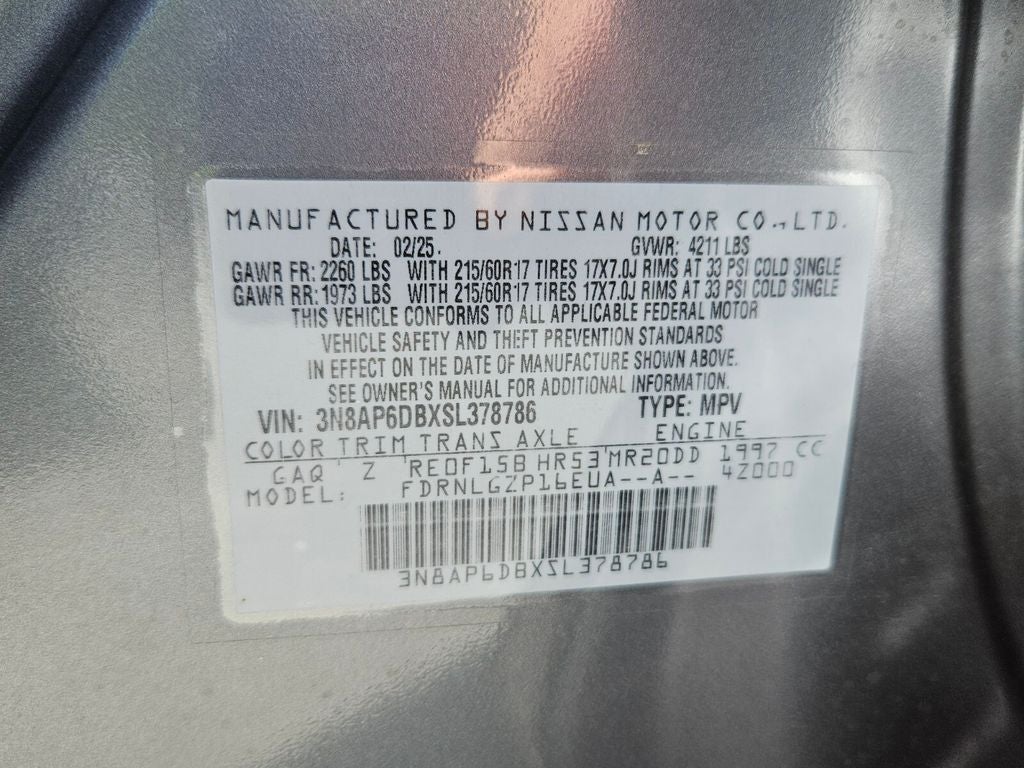 MANUFACTURED BY NISSAN MOTOR CO., LTD.
DATE: 02/25. GVWR: 4211 LBS
GAWR FR: 2260 LBS WITH 215/60R17 TIRES 17X7.0J RIMS AT 33 PSI COLD SINGLE
GAWR RR: 1973 LBS WITH 215/60R17 TIRES 17X7.0J RIMS AT 33 PSI COLD SINGLE
THIS VEHICLE CONFORMS TO ALL APPLICABLE FEDERAL MOTOR
VEHICLE SAFETY AND THEFT PREVENTION STANDARDS
IN EFFECT ON THE DATE OF MANUFACTURE SHOWN ABOVE.
SEE OWNER'S MANUAL FOR ADDITIONAL INFORMATION.
VIN: 3N8AP6DBXSL378786 TYPE: MPV
COLOR TRIM TRANS AXLE ENGINE
GAQ Z RE0F15B HR53 MR20DD 1997 CC
MODEL: FDRNLGZP16EUA--A-- 4Z000
3N8AP6DBXSL378786